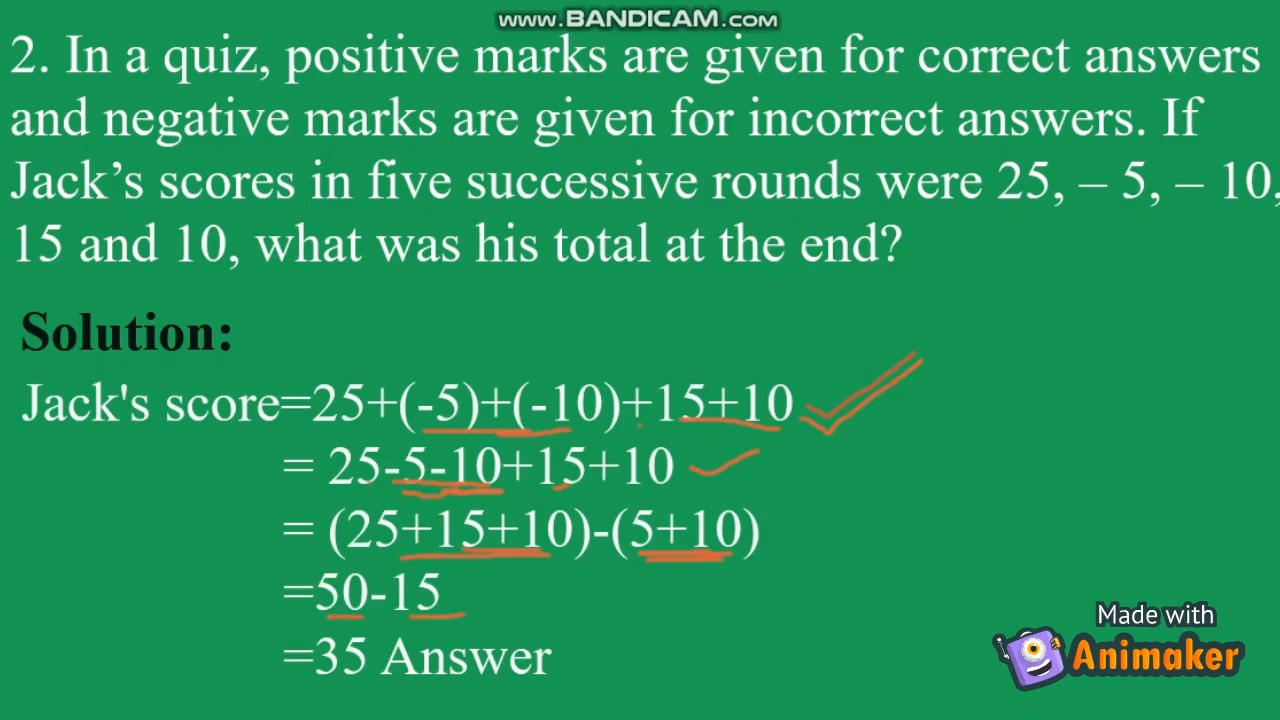 www.BANDICAM.com
2. In a quiz, positive marks are given for correct answers
and negative marks are given for incorrect answers. If
Jack’s scores in five successive rounds were 25, – 5, – 10,
15 and 10, what was his total at the end?
Solution:
Jack's score=25+(-5)+(-10)+15+10
= 25-5-10+15+10
= (25+15+10)-(5+10)
=50-15
=35 Answer
Made with
Animaker